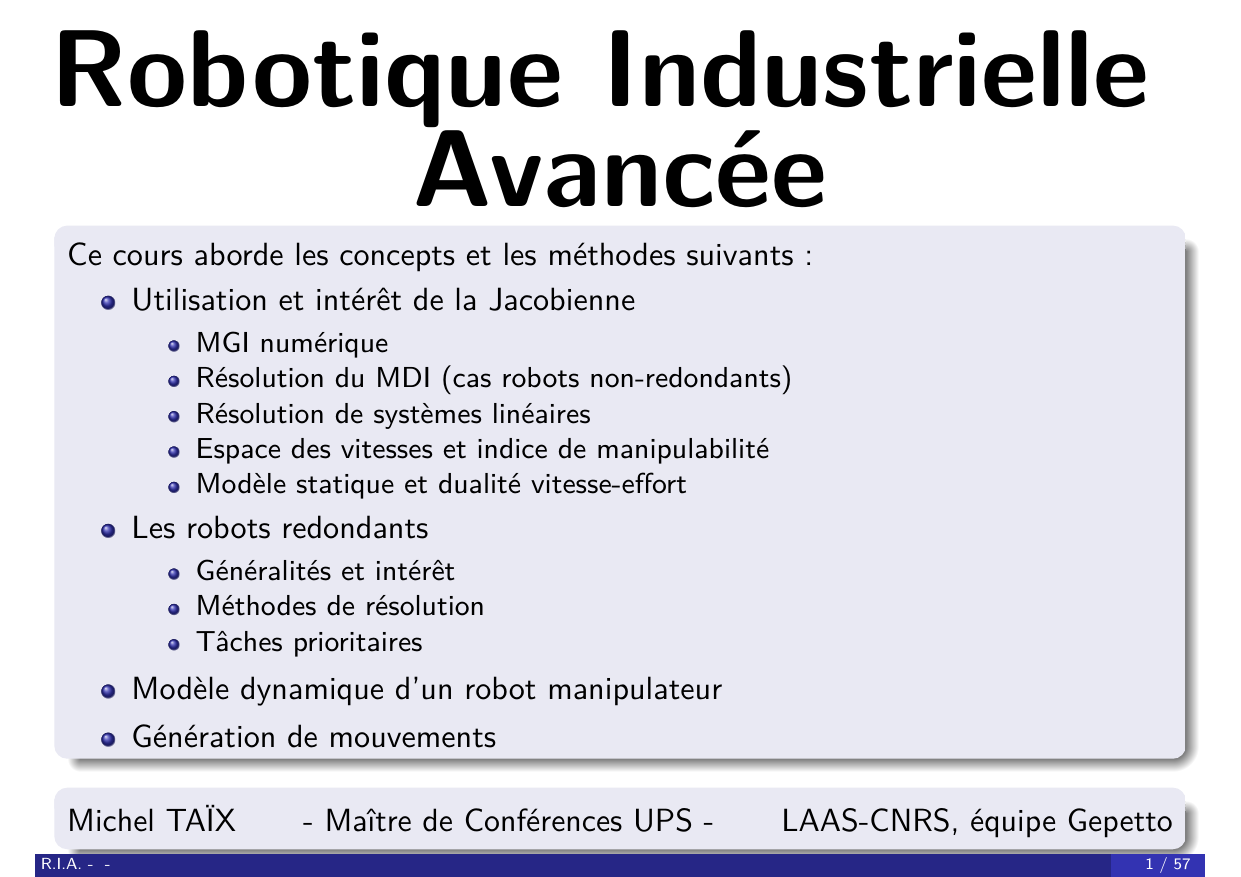 Robotique Industrielle
Avancée
Ce cours aborde les concepts et les méthodes suivants :
Utilisation et intérêt de la Jacobienne
MGI numérique
Résolution du MDI (cas robots non-redondants)
Résolution de systèmes linéaires
Espace des vitesses et indice de manipulabilité
Modèle statique et dualité vitesse-effort
Les robots redondants
Généralités et intérêt
Méthodes de résolution
Tâches prioritaires
Modèle dynamique d'un robot manipulateur
Génération de mouvements
Michel TAÏX - Maître de Conférences UPS - LAAS-CNRS, équipe Gepetto
R.I.A. - - 1 / 57